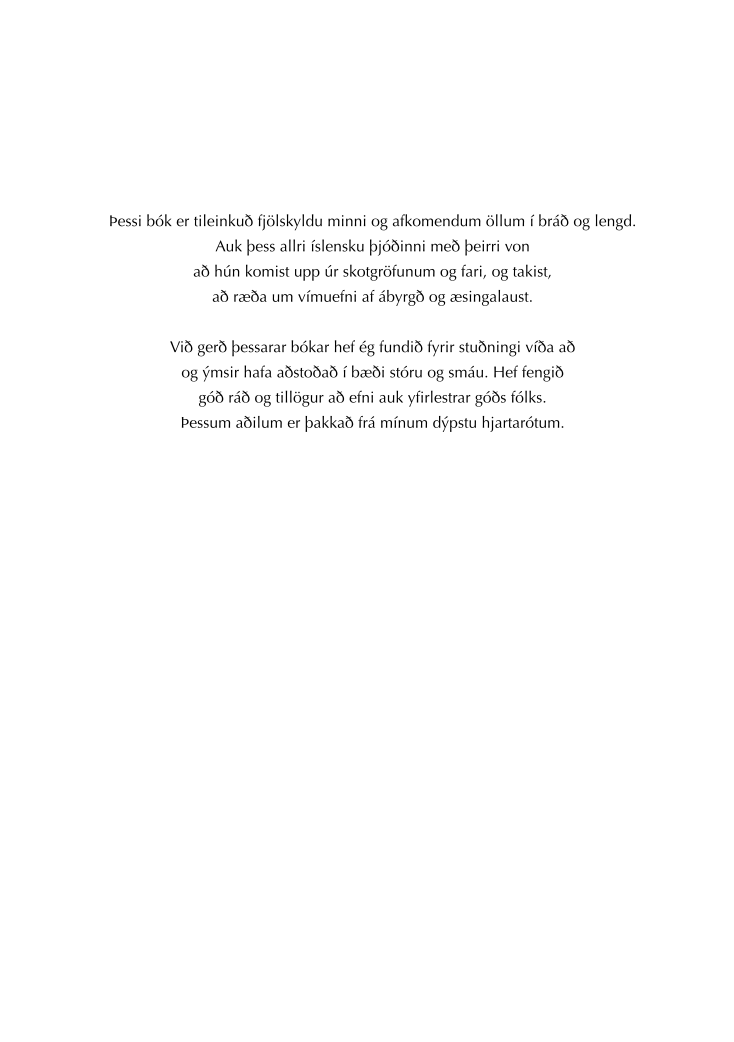 Þessi bók er tileinkuð fjölskyldu minni og afkomendum öllum í bráð og lengd.
Auk þess allri íslensku þjóðinni með þeirri von
að hún komist upp úr skotgröfunum og fari, og takist,
að ræða um vímuefni af ábyrgð og æsingalaust.
Við gerð þessarar bókar hef ég fundið fyrir stuðningi víða að
og ýmsir hafa aðstoðað í bæði stóru og smáu. Hef fengið
góð ráð og tillögur að efni auk yfirlestrar góðs fólks.
Þessum aðilum er þakkað frá mínum dýpstu hjartarótum.